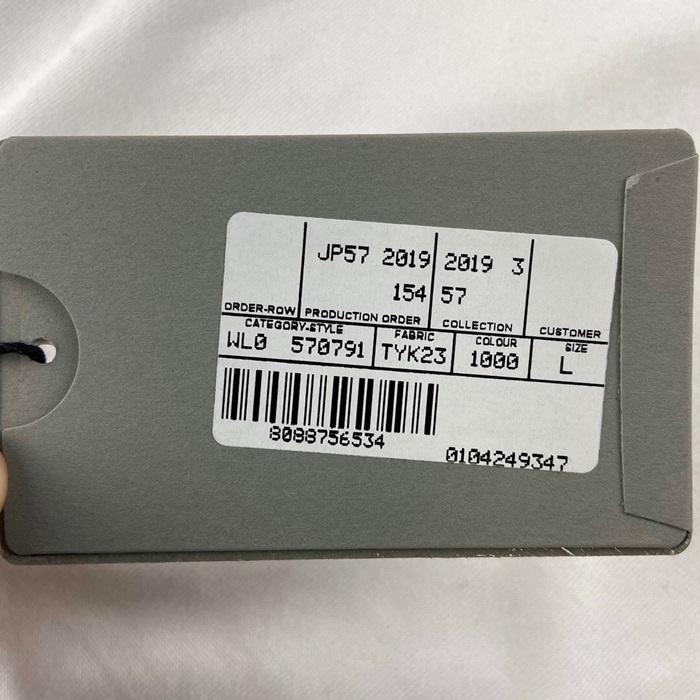 JP57 2019 2019 3
154 57
ORDER-ROW PRODUCTION ORDER COLLECTION CUSTOMER
CATEGORY-STYLE FABRIC COLOUR SIZE
WL0 570791 TYK23 1000 L
8088756534
0104249347